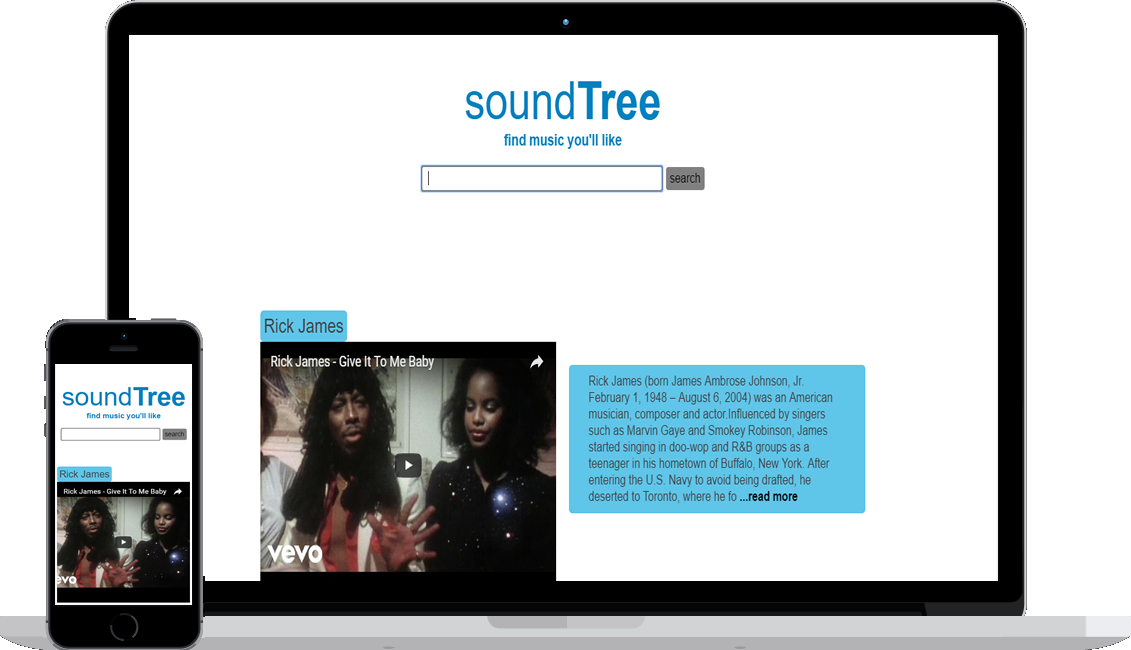 soundTree
find music you'll like
search
Rick James
Rick James - Give It To Me Baby
vevo
Rick James (born James Ambrose Johnson, Jr.
February 1, 1948 – August 6, 2004) was an American
musician, composer and actor.Influenced by singers
such as Marvin Gaye and Smokey Robinson, James
started singing in doo-wop and R&B groups as a
teenager in his hometown of Buffalo, New York. After
entering the U.S. Navy to avoid being drafted, he
deserted to Toronto, where he fo ...read more
soundTree
find music you'll like
search
Rick James
Rick James - Give It To Me Baby
evo